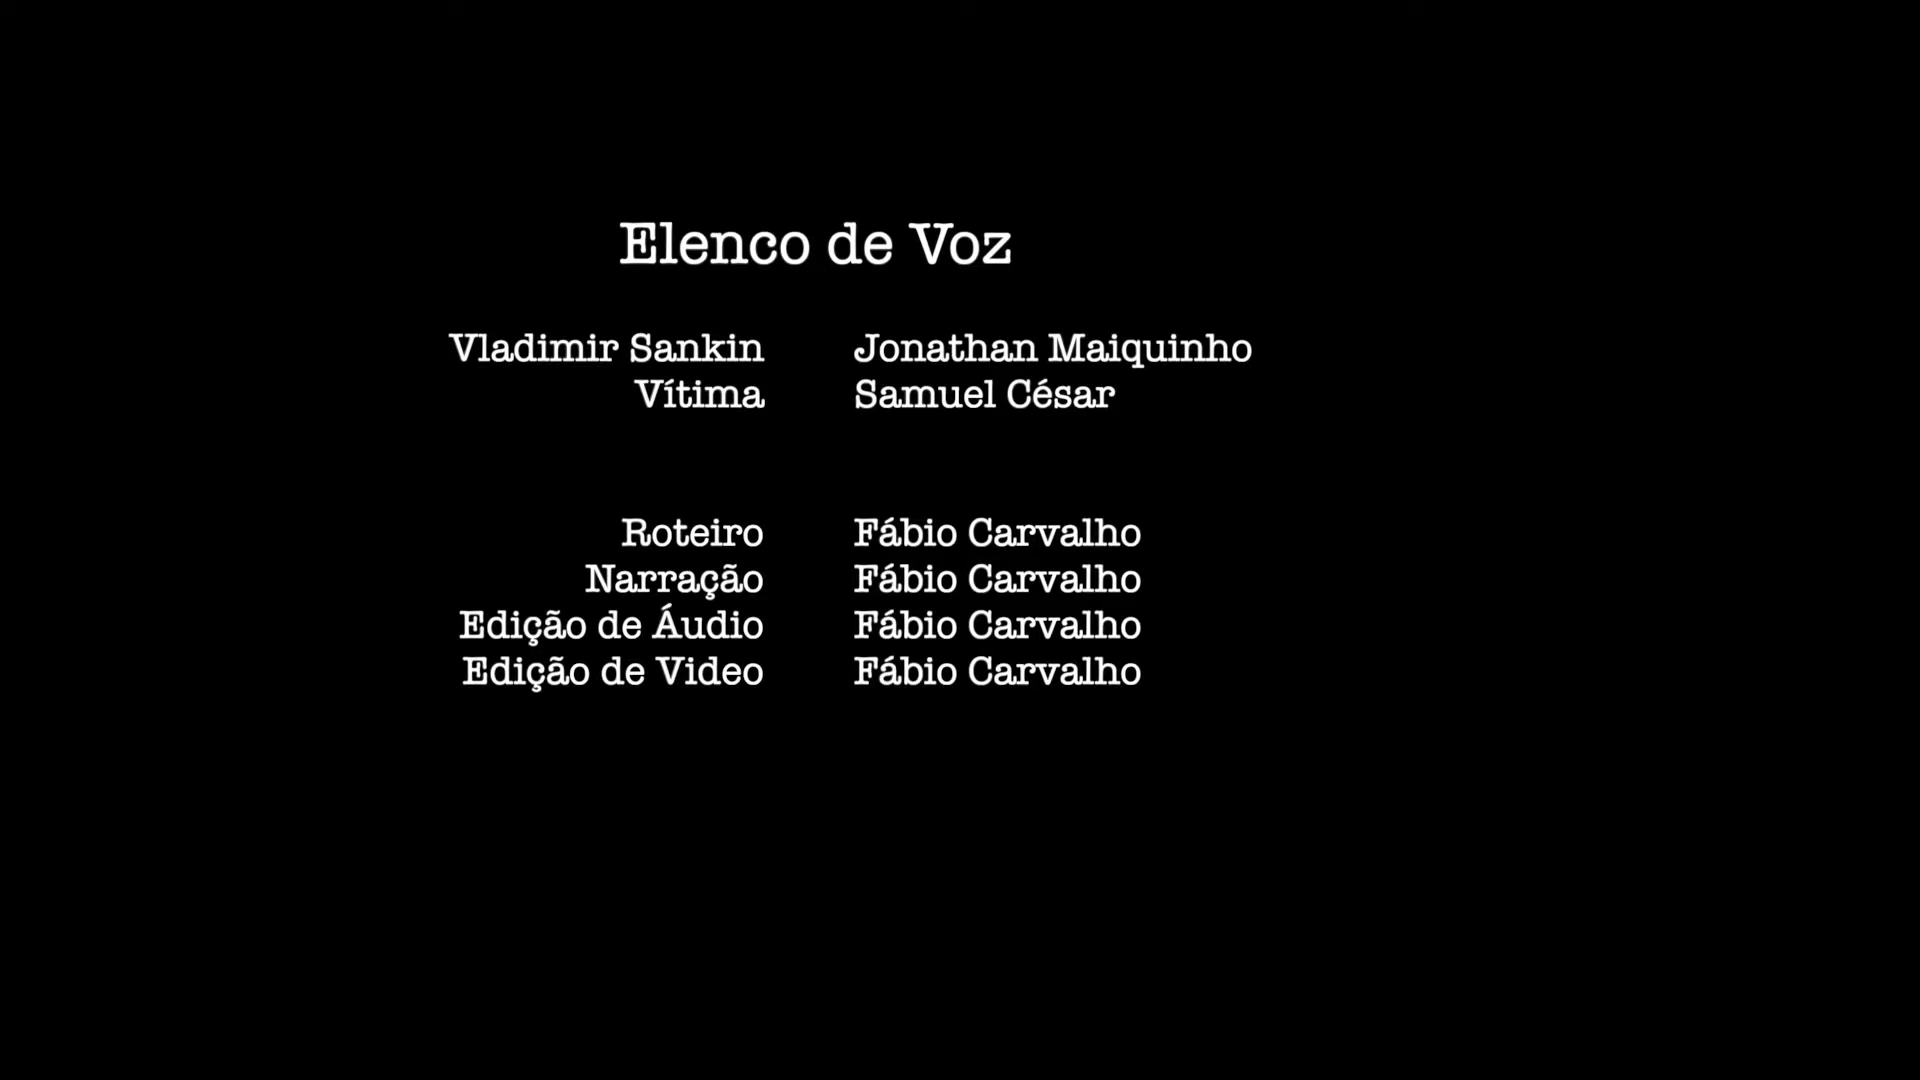 Elenco de Voz
Vladimir Sankin Jonathan Maiquinho
Vítima Samuel César
Roteiro Fábio Carvalho
Narração Fábio Carvalho
Edição de Áudio Fábio Carvalho
Edição de Video Fábio Carvalho